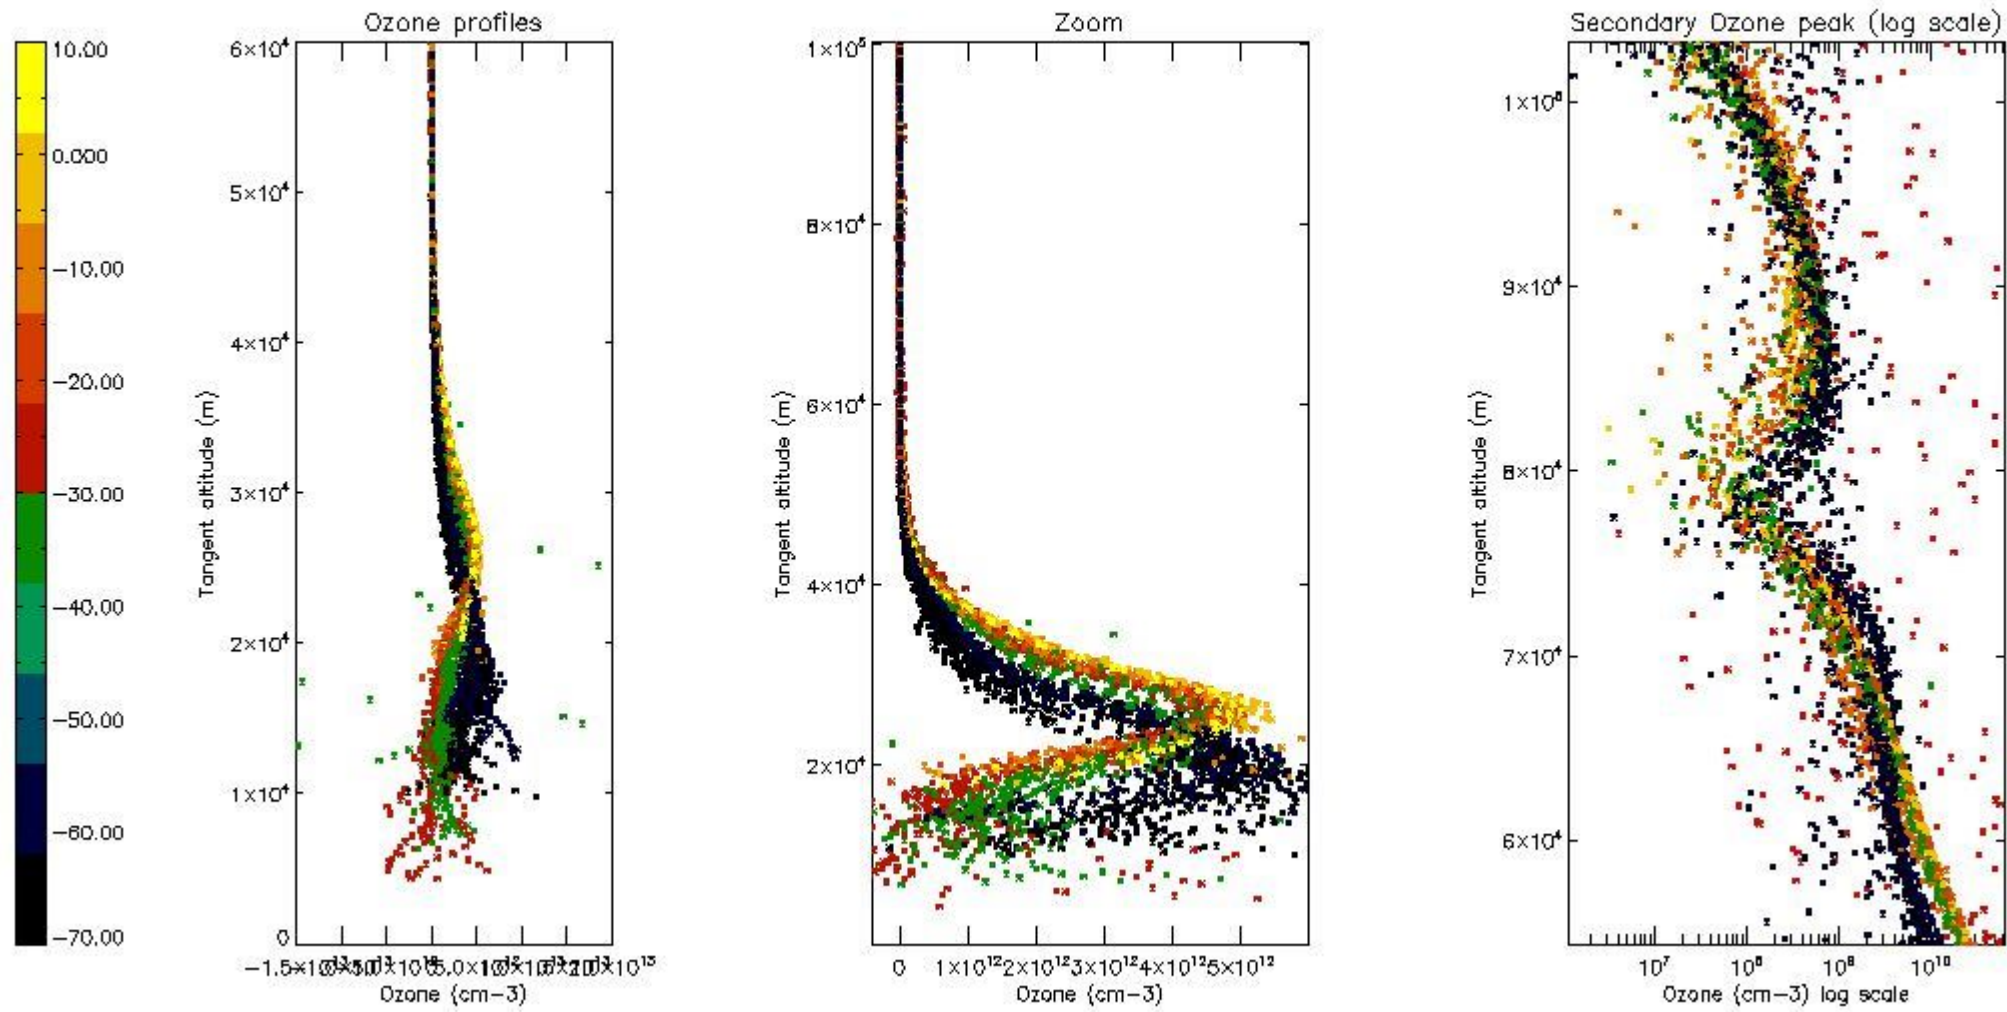 Ozone profiles
Zoom
Secondary Ozone peak (log scale)
10.00
0.000
−10.00
−20.00
−30.00
−40.00
−50.00
−60.00
−70.00
6×10⁴
5×10⁴
4×10⁴
3×10⁴
2×10⁴
1×10⁴
0
Tangent altitude (m)
Ozone (cm−3)
1×10⁵
8×10⁴
6×10⁴
4×10⁴
2×10⁴
Tangent altitude (m)
0 1×10¹² 2×10¹² 3×10¹² 4×10¹² 5×10¹²
Ozone (cm−3)
9×10⁴
8×10⁴
7×10⁴
6×10⁴
Tangent altitude (m)
10⁷ 10⁸ 10⁹ 10¹⁰
Ozone (cm−3) log scale